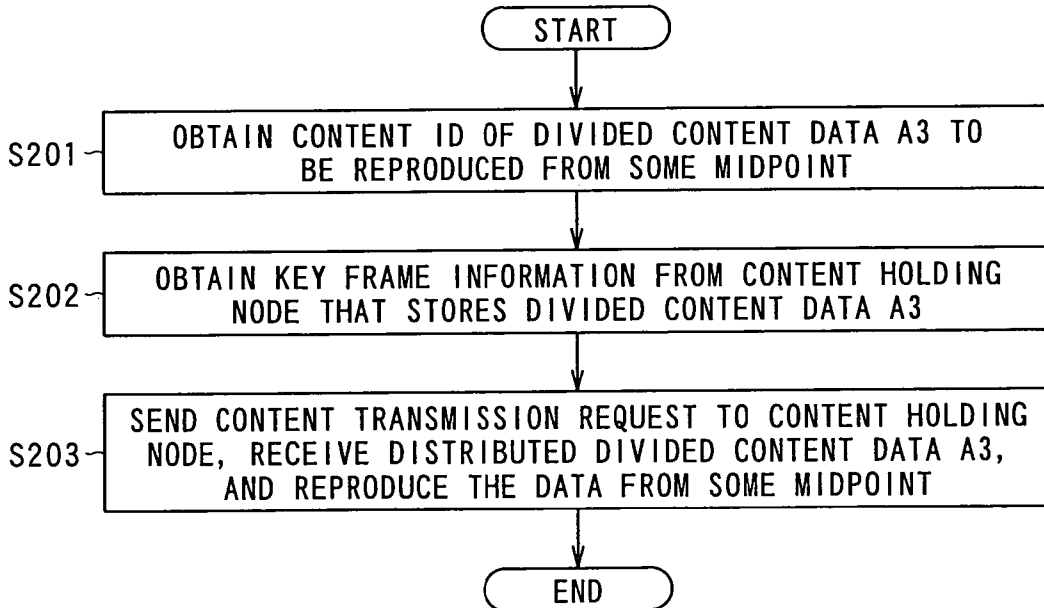 START
S201
OBTAIN CONTENT ID OF DIVIDED CONTENT DATA A3 TO
BE REPRODUCED FROM SOME MIDPOINT
S202
OBTAIN KEY FRAME INFORMATION FROM CONTENT HOLDING
NODE THAT STORES DIVIDED CONTENT DATA A3
S203
SEND CONTENT TRANSMISSION REQUEST TO CONTENT HOLDING
NODE, RECEIVE DISTRIBUTED DIVIDED CONTENT DATA A3,
AND REPRODUCE THE DATA FROM SOME MIDPOINT
END